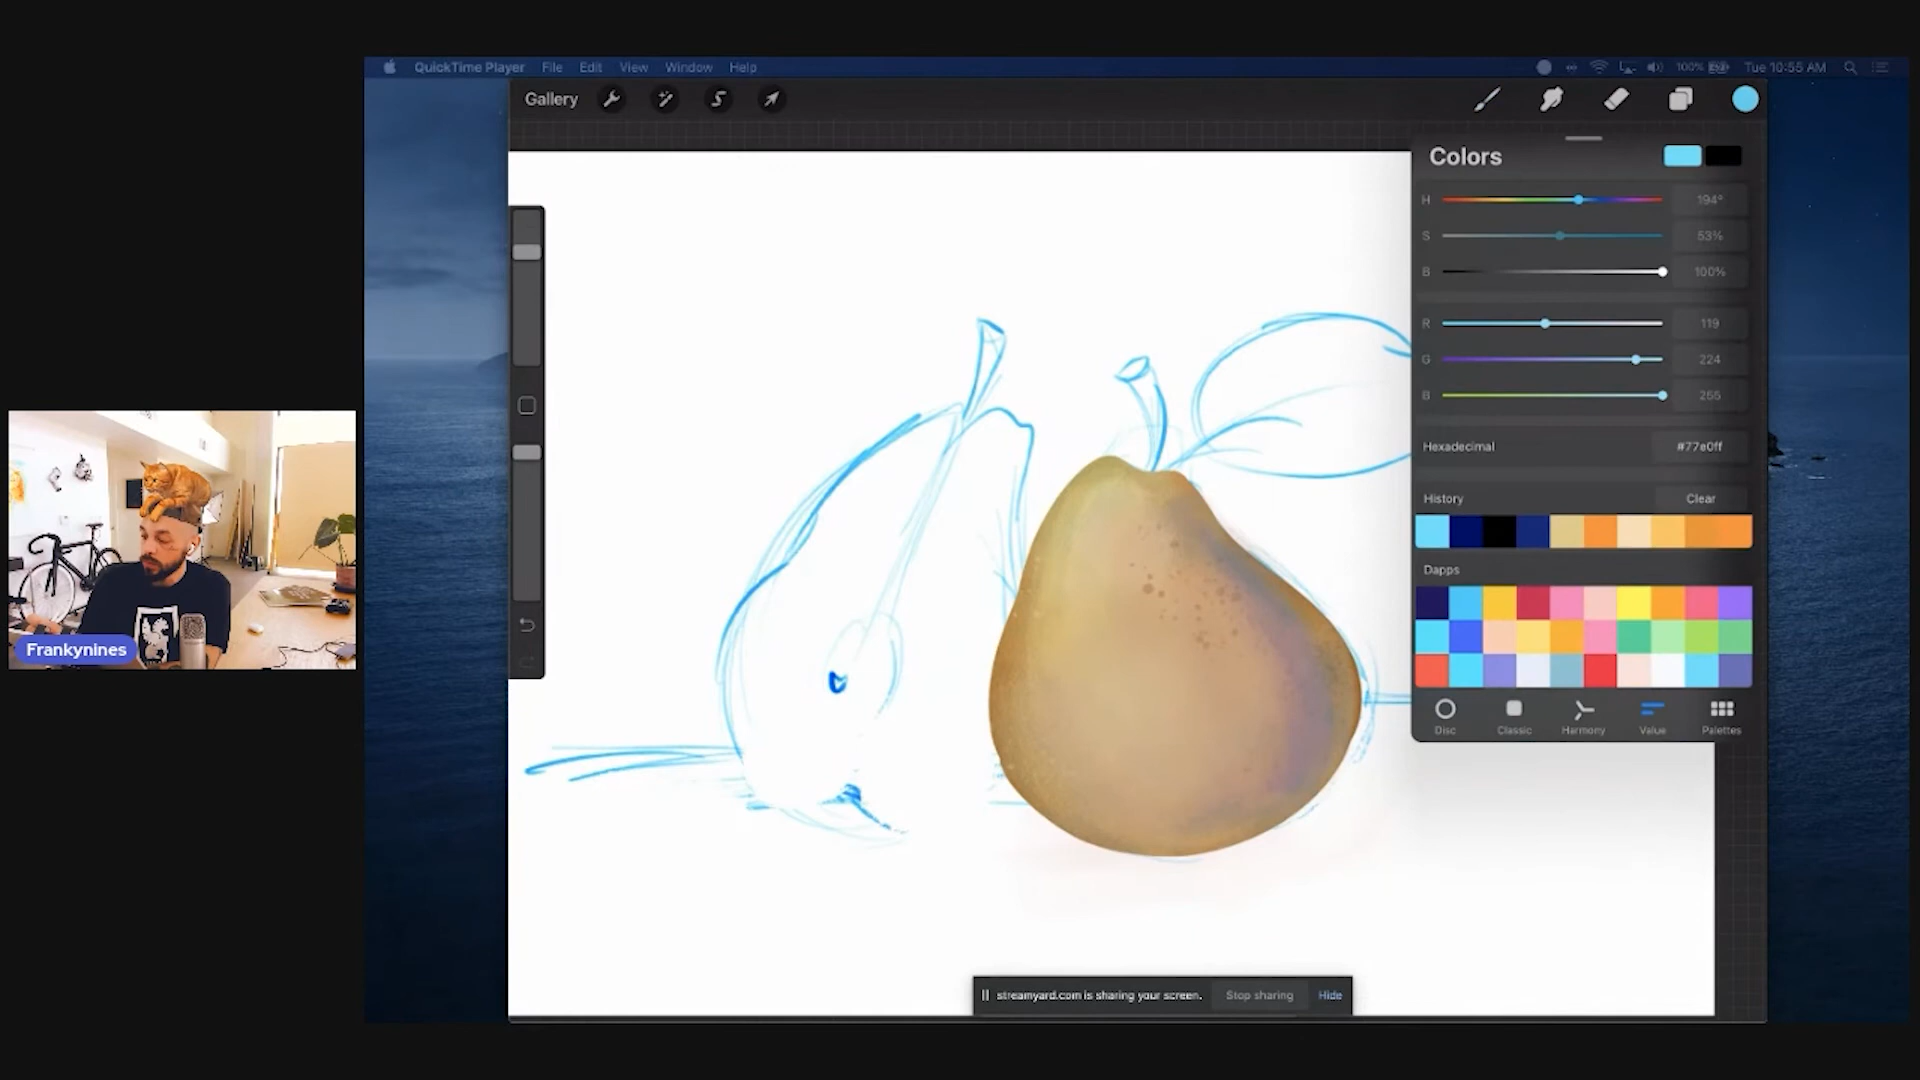 QuickTime Player File Edit View Window Help 100% Tue 10:55 AM
Gallery
Colors
H 194°
S 53%
B 100%
R 119
G 224
B 255
Hexadecimal #77e0ff
History Clear
Dapps
Disc Classic Harmony Value Palettes
Frankynines
streamyard.com is sharing your screen. Stop sharing Hide